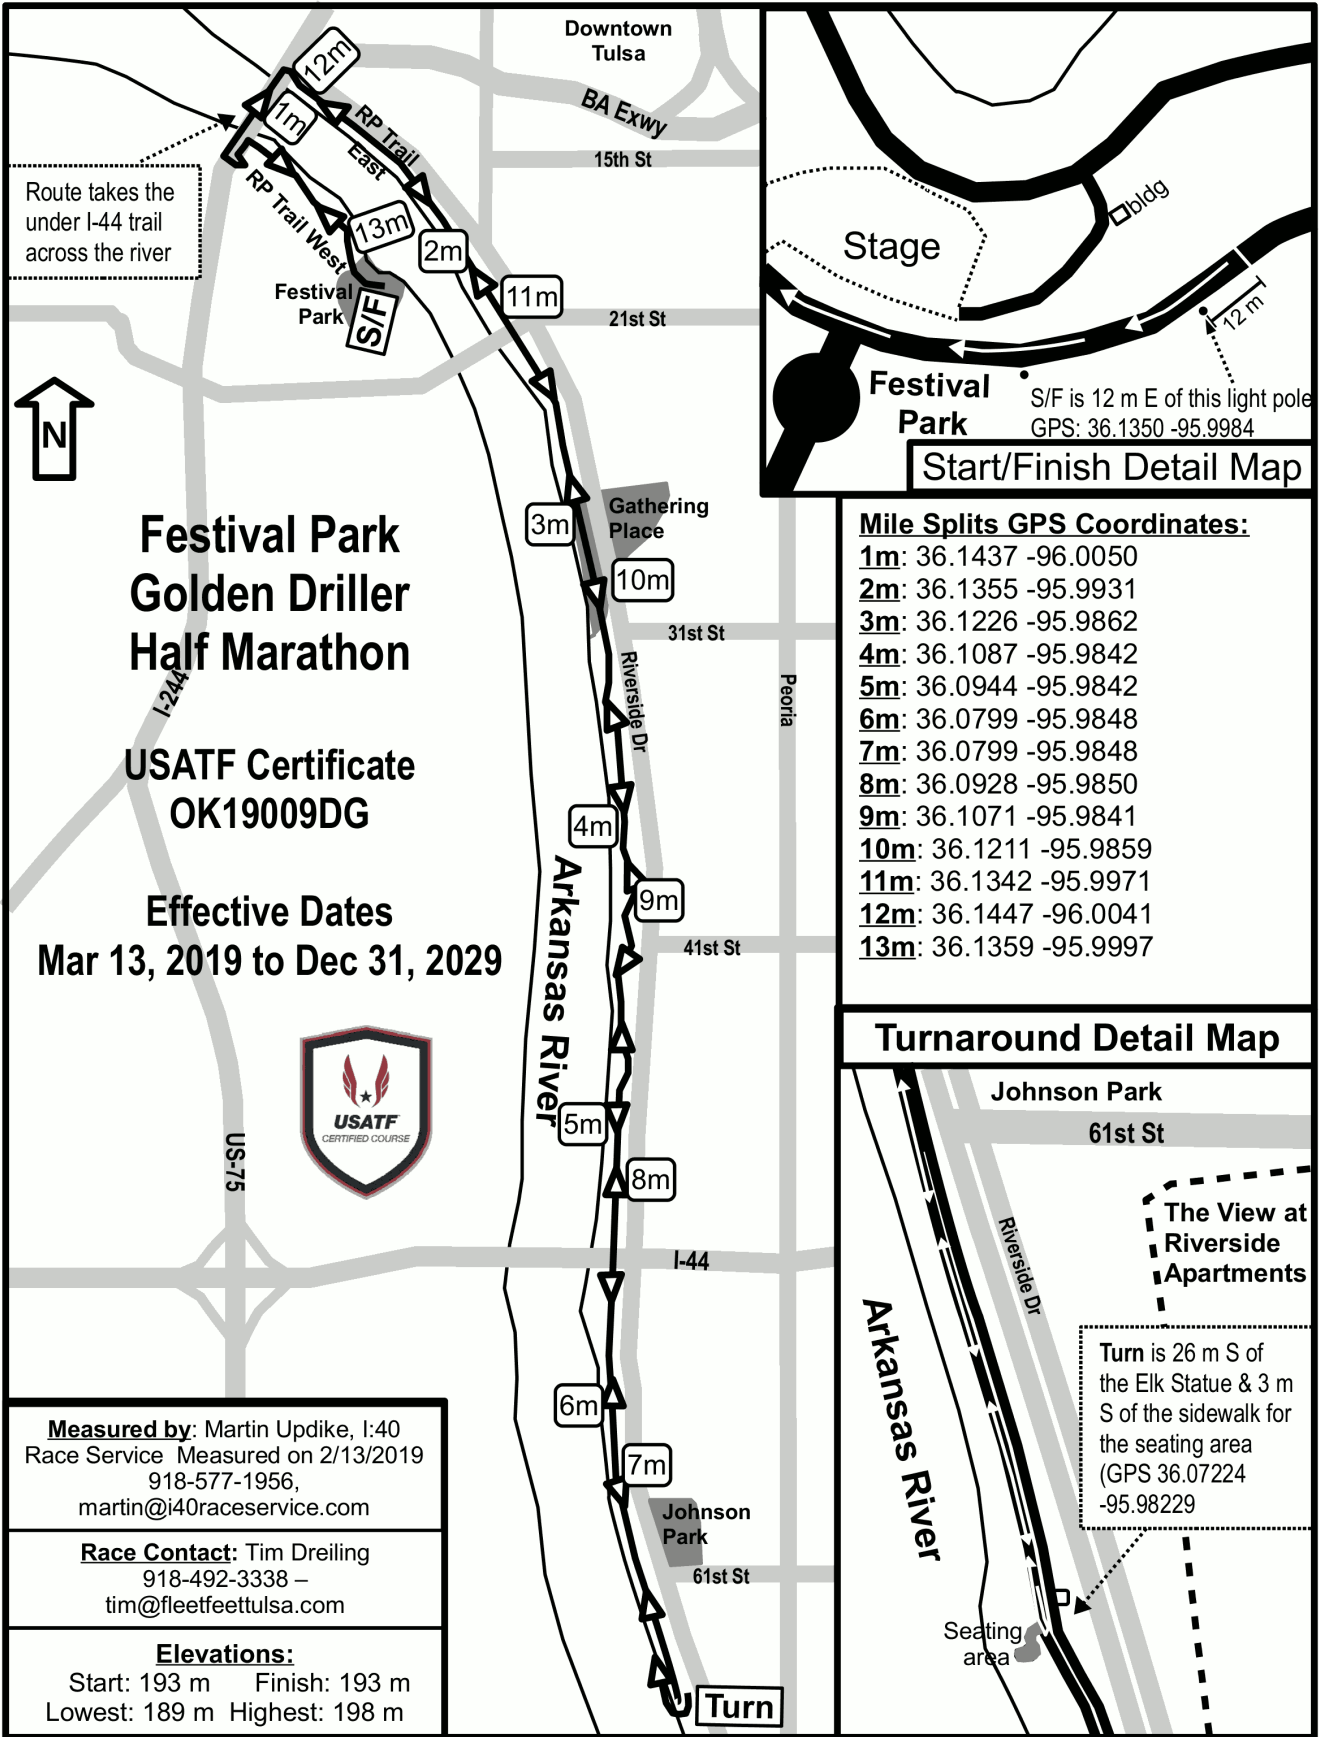 Downtown
Tulsa
BA Exwy
15th St
12m
1m
RP Trail
East
RP Trail West
13m
2m
11m
Route takes the
under I-44 trail
across the river
Festival
Park
S/F
21st St
N
Gathering
Place
3m
10m
31st St
Riverside Dr
Peoria
Festival Park
Golden Driller
Half Marathon
I-244
USATF Certificate
OK19009DG
4m
9m
Effective Dates
Mar 13, 2019 to Dec 31, 2029
41st St
Arkansas River
USATF
CERTIFIED COURSE
5m
8m
US-75
I-44
6m
7m
Johnson
Park
61st St
Turn
Measured by: Martin Updike, I:40
Race Service Measured on 2/13/2019
918-577-1956,
martin@i40raceservice.com
Race Contact: Tim Dreiling
918-492-3338 –
tim@fleetfeettulsa.com
Elevations:
Start: 193 m Finish: 193 m
Lowest: 189 m Highest: 198 m
bldg
Stage
12 m
Festival
Park
S/F is 12 m E of this light pole
GPS: 36.1350 -95.9984
Start/Finish Detail Map
Mile Splits GPS Coordinates:
1m: 36.1437 -96.0050
2m: 36.1355 -95.9931
3m: 36.1226 -95.9862
4m: 36.1087 -95.9842
5m: 36.0944 -95.9842
6m: 36.0799 -95.9848
7m: 36.0799 -95.9848
8m: 36.0928 -95.9850
9m: 36.1071 -95.9841
10m: 36.1211 -95.9859
11m: 36.1342 -95.9971
12m: 36.1447 -96.0041
13m: 36.1359 -95.9997
Turnaround Detail Map
Johnson Park
61st St
The View at
Riverside
Apartments
Riverside Dr
Arkansas River
Turn is 26 m S of
the Elk Statue & 3 m
S of the sidewalk for
the seating area
(GPS 36.07224
-95.98229
Seating
area